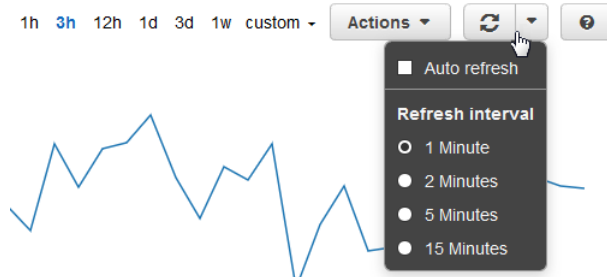 1h 3h 12h 1d 3d 1w custom Actions
Auto refresh
Refresh interval
1 Minute
2 Minutes
5 Minutes
15 Minutes